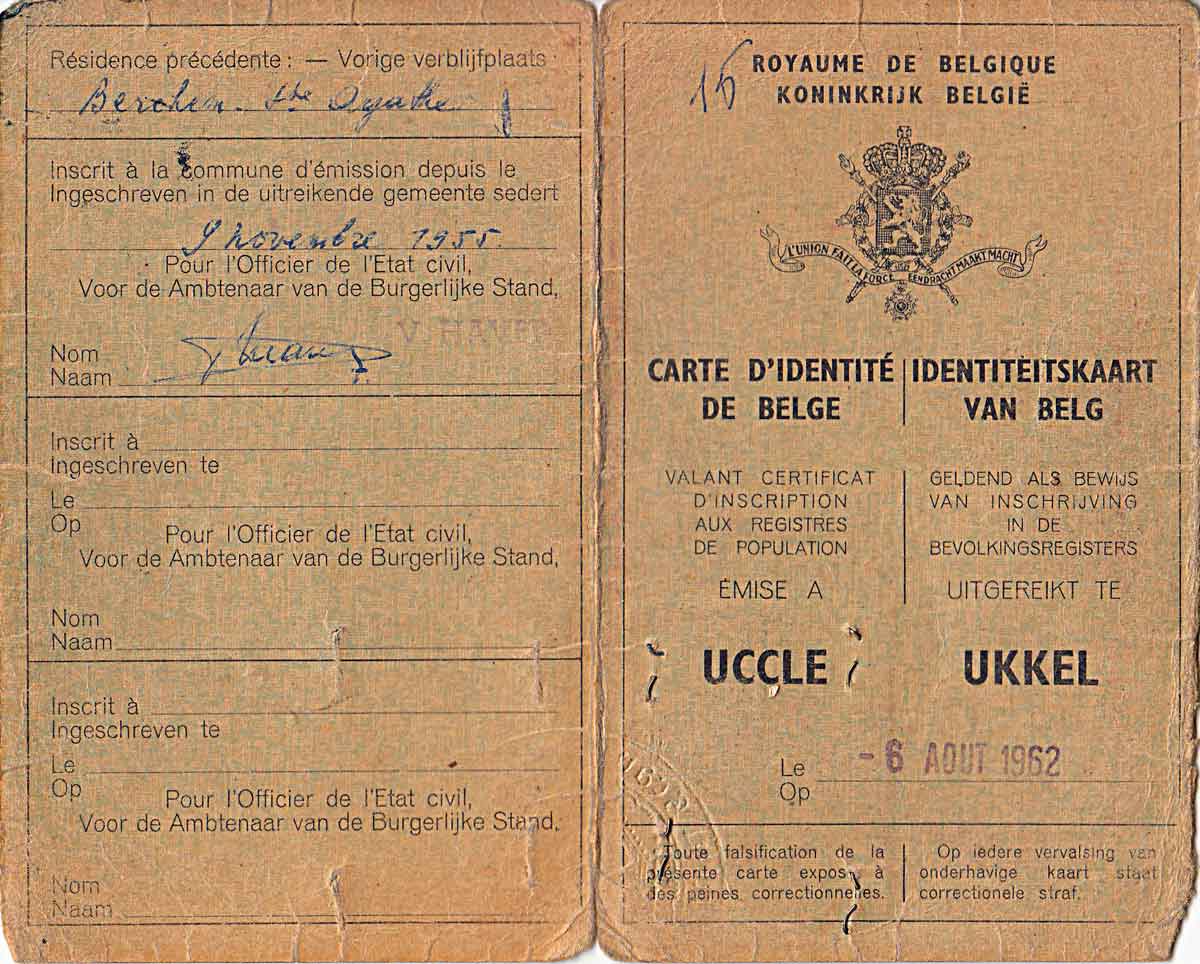 Résidence précédente : — Vorige verblijfplaats
Berchem. Ste Agathe
Inscrit à la commune d'émission depuis le
Ingeschreven in de uitreikende gemeente sedert
9 novembre 1955
Pour l'Officier de l'Etat civil,
Voor de Ambtenaar van de Burgerlijke Stand,
Nom
Naam
Inscrit à
Ingeschreven te
Le
Op
Pour l'Officier de l'Etat civil,
Voor de Ambtenaar van de Burgerlijke Stand,
Nom
Naam
Inscrit à
Ingeschreven te
Le
Op
Pour l'Officier de l'Etat civil,
Voor de Ambtenaar van de Burgerlijke Stand,
Nom
Naam
ROYAUME DE BELGIQUE
KONINKRIJK BELGIË
L'UNION FAIT LA FORCE EENDRACHT MAAKT MACHT
CARTE D'IDENTITÉ
DE BELGE
IDENTITEITSKAART
VAN BELG
VALANT CERTIFICAT
D'INSCRIPTION
AUX REGISTRES
DE POPULATION
GELDEND ALS BEWIJS
VAN INSCHRIJVING
IN DE
BEVOLKINGSREGISTERS
ÉMISE A
UITGEREIKT TE
UCCLE
UKKEL
Le - 6 AOUT 1962
Op
Toute falsification de la
présente carte expose à
des peines correctionnelles.
Op iedere vervalsing van
onderhavige kaart staat
correctionele straf.